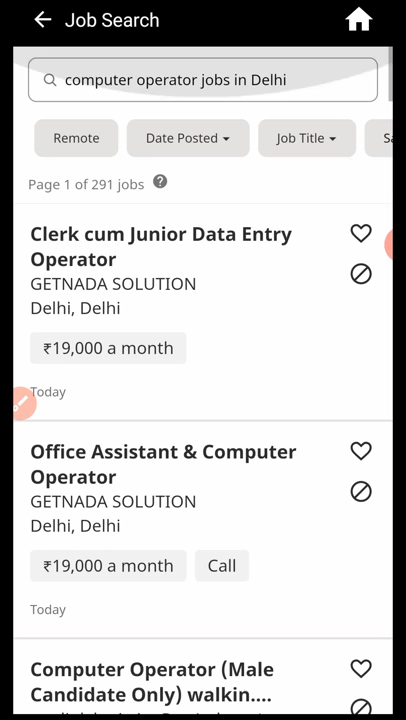 Job Search
computer operator jobs in Delhi
Remote
Date Posted
Job Title
Page 1 of 291 jobs
Clerk cum Junior Data Entry
Operator
GETNADA SOLUTION
Delhi, Delhi
₹19,000 a month
Today
Office Assistant & Computer
Operator
GETNADA SOLUTION
Delhi, Delhi
₹19,000 a month
Call
Today
Computer Operator (Male
Candidate Only) walkin....